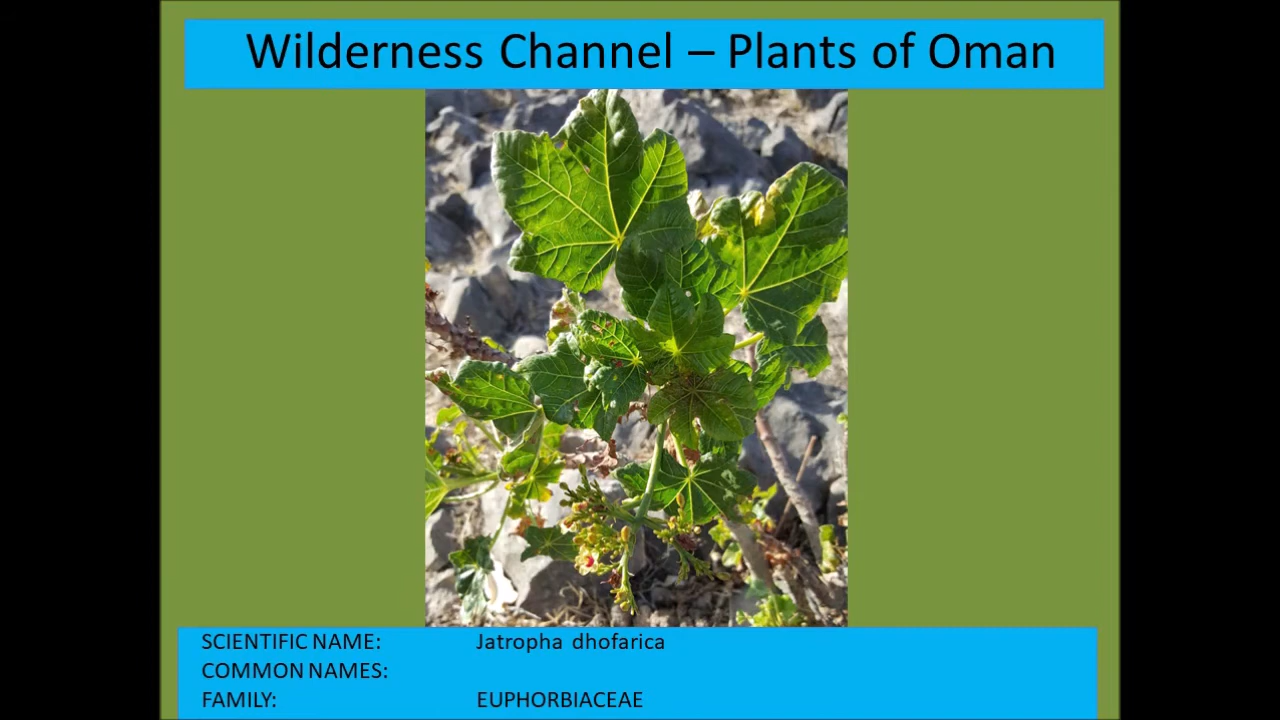 Wilderness Channel – Plants of Oman
SCIENTIFIC NAME: Jatropha dhofarica
COMMON NAMES:
FAMILY: EUPHORBIACEAE